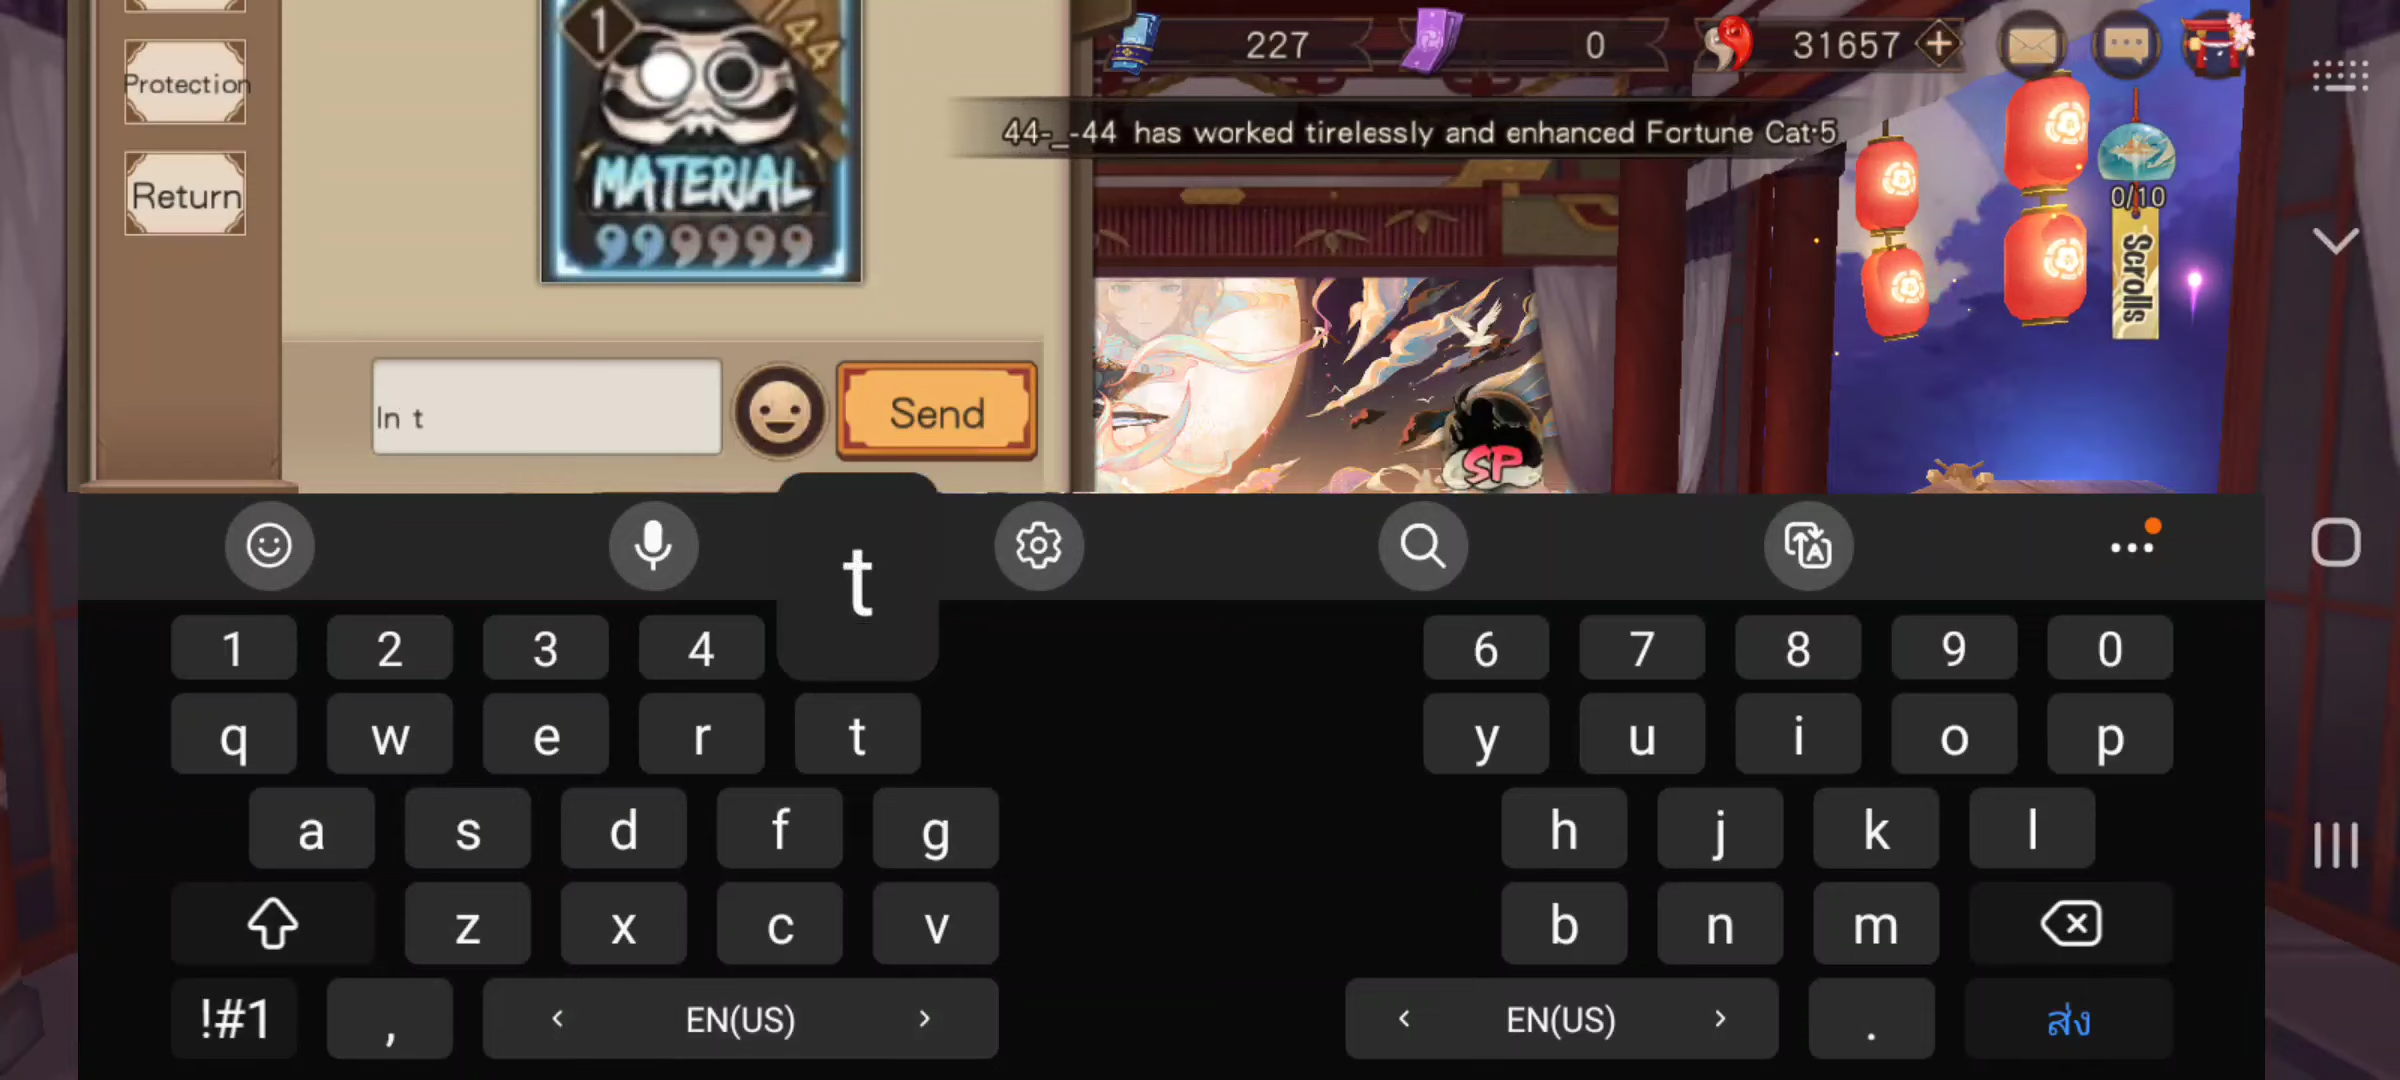 Protection
Return
1
44
MATERIAL
In t
Send
227
0
31657
44-_-44 has worked tirelessly and enhanced Fortune Cat·5
0/10
Scrolls
SP
t
1 2 3 4 6 7 8 9 0
q w e r t y u i o p
a s d f g h j k l
z x c v b n m
!#1 , < EN(US) > < EN(US) > . ส่ง